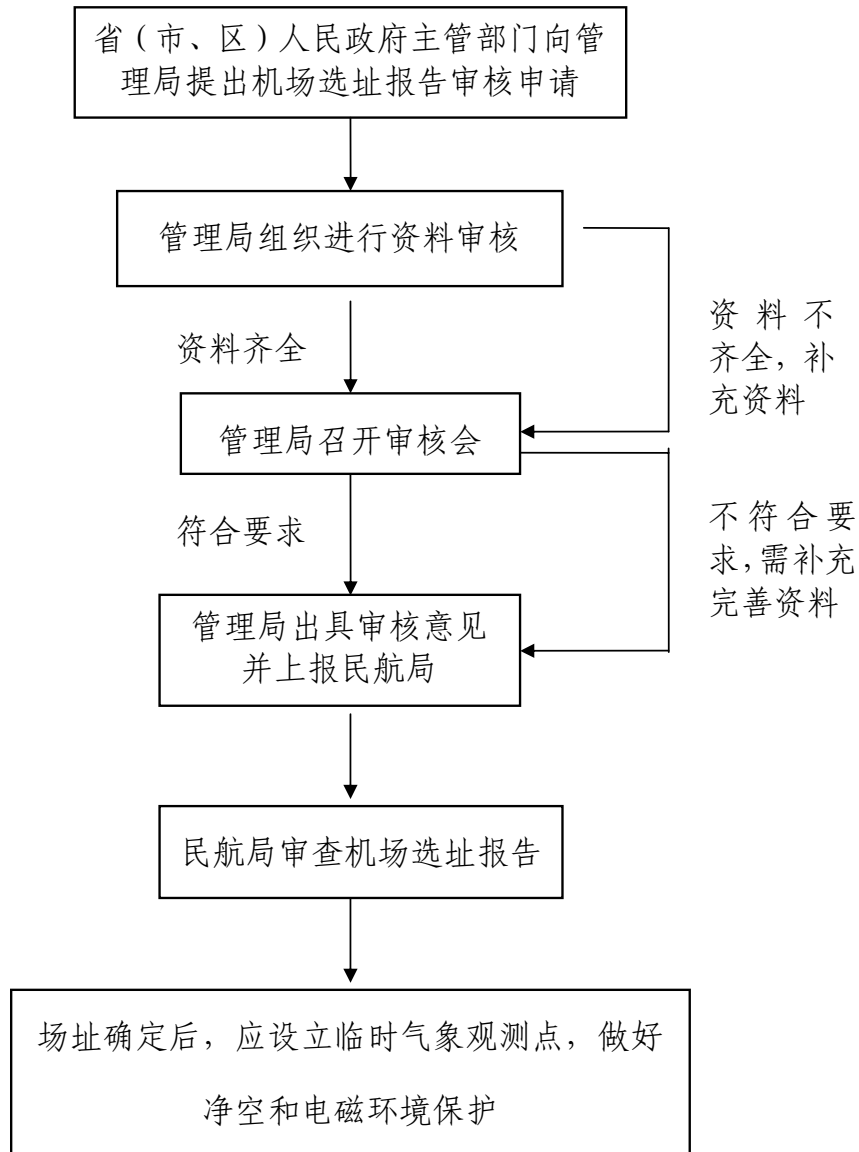 省（市、区）人民政府主管部门向管
理局提出机场选址报告审核申请
管理局组织进行资料审核
资料不
齐全，补
充资料
资料齐全
管理局召开审核会
符合要求
不符合要
求，需补充
完善资料
管理局出具审核意见
并上报民航局
民航局审查机场选址报告
场址确定后，应设立临时气象观测点，做好
净空和电磁环境保护